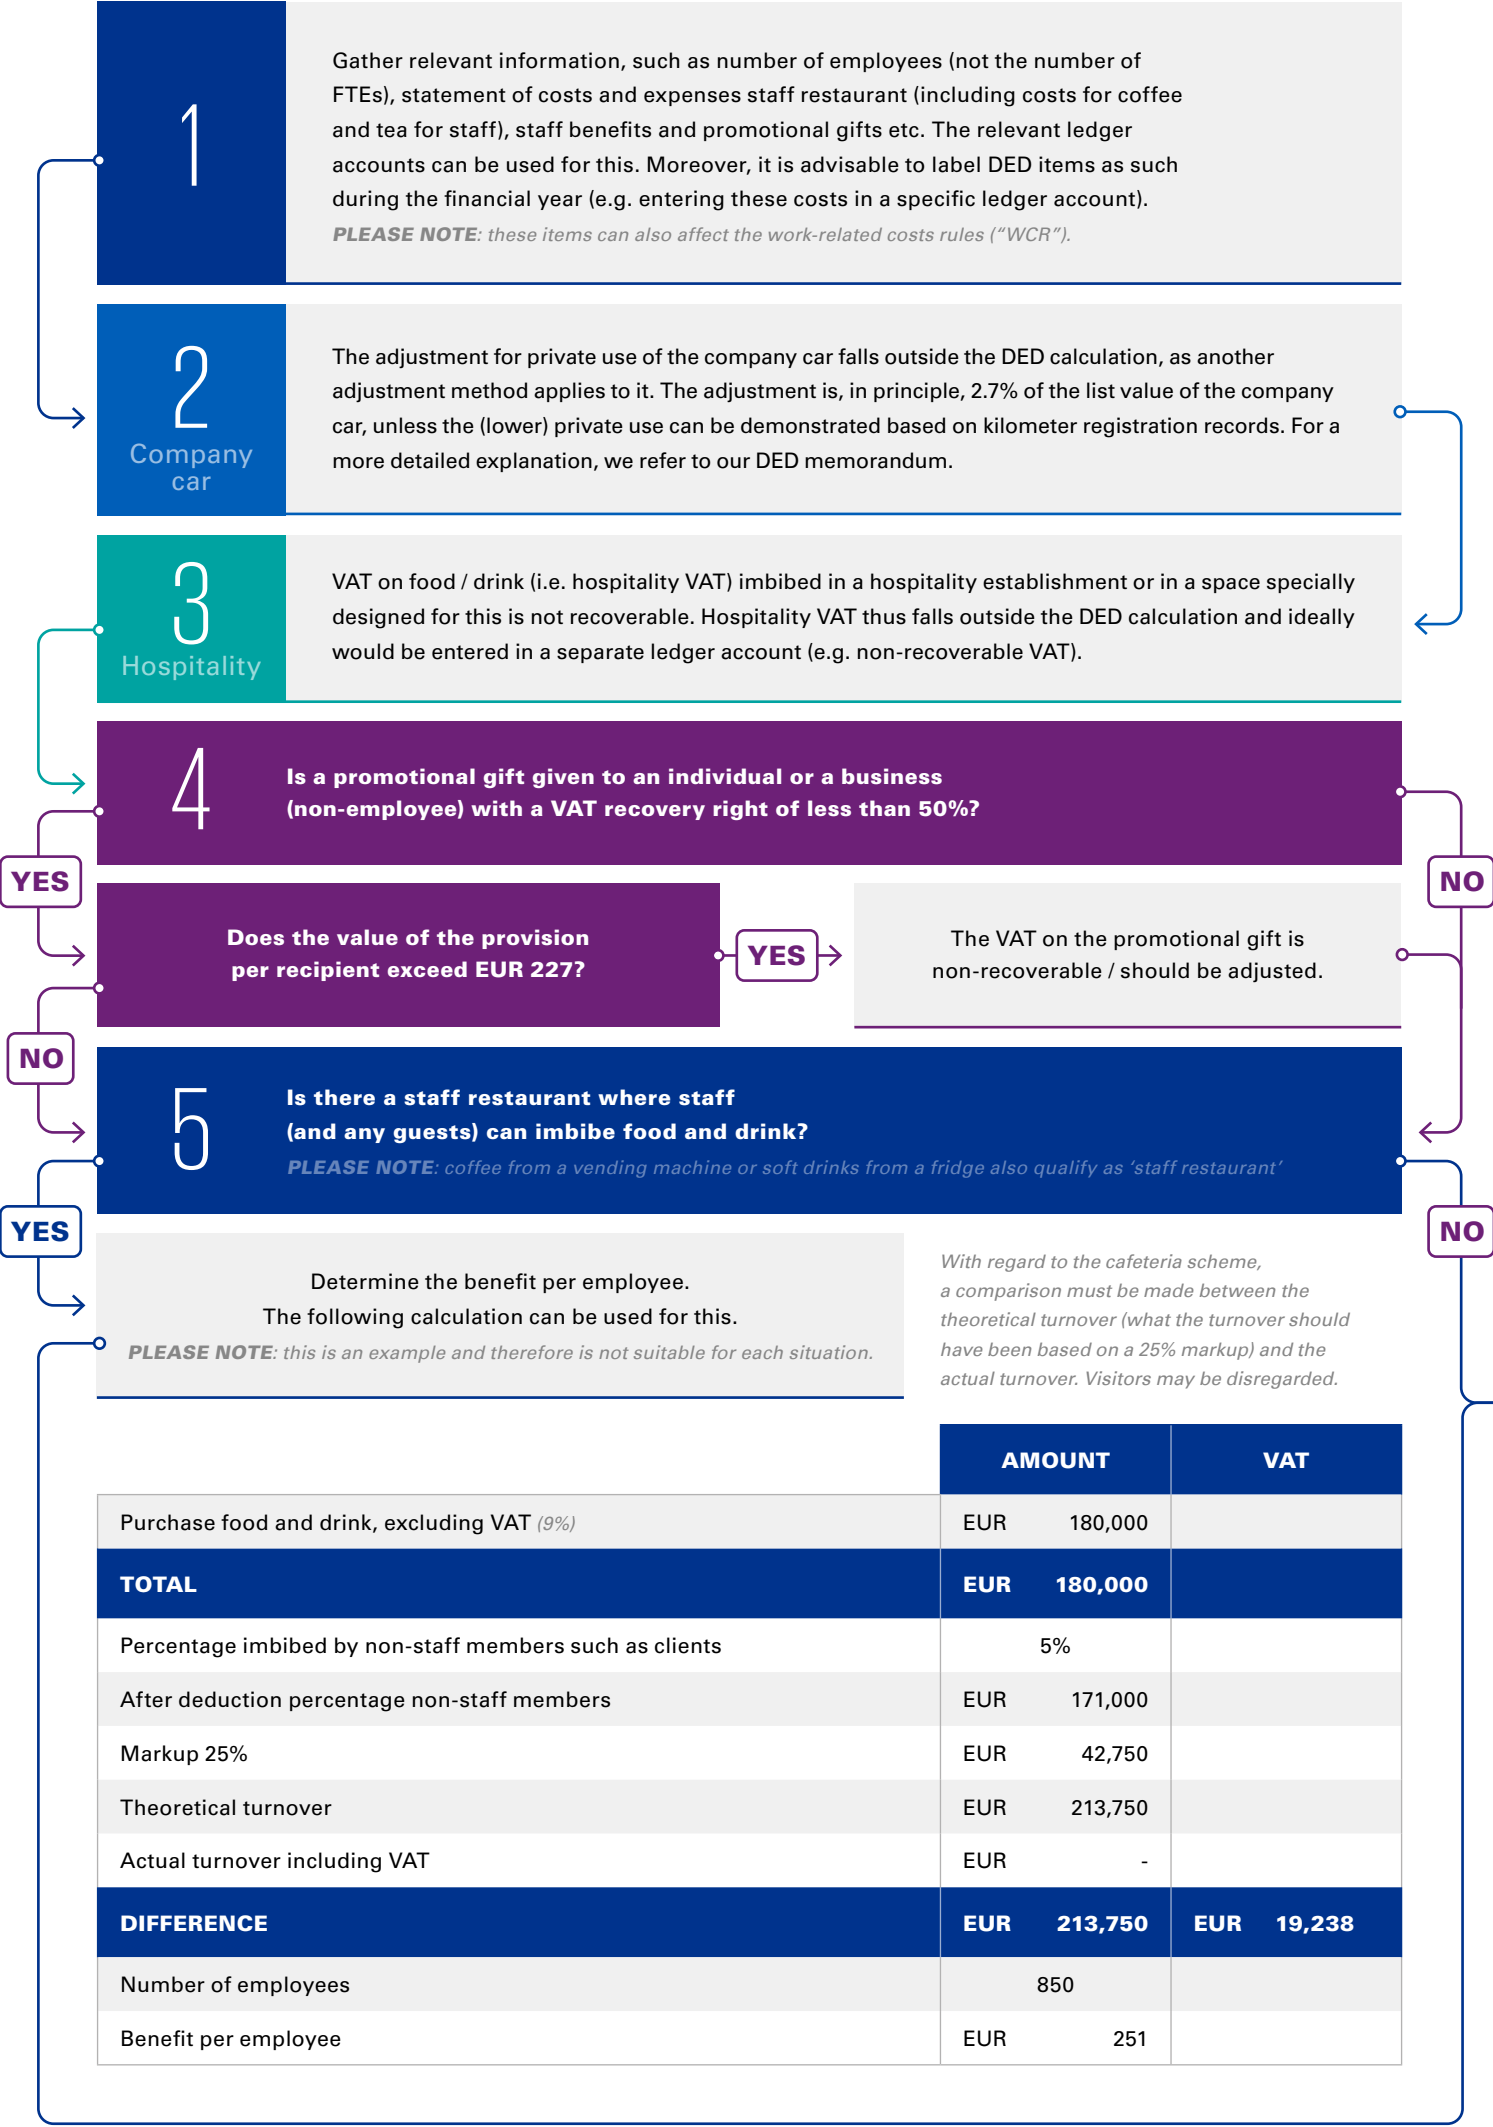 1
Gather relevant information, such as number of employees (not the number of
FTEs), statement of costs and expenses staff restaurant (including costs for coffee
and tea for staff), staff benefits and promotional gifts etc. The relevant ledger
accounts can be used for this. Moreover, it is advisable to label DED items as such
during the financial year (e.g. entering these costs in a specific ledger account).
PLEASE NOTE: these items can also affect the work-related costs rules (“WCR”).
2
Company
car
The adjustment for private use of the company car falls outside the DED calculation, as another
adjustment method applies to it. The adjustment is, in principle, 2.7% of the list value of the company
car, unless the (lower) private use can be demonstrated based on kilometer registration records. For a
more detailed explanation, we refer to our DED memorandum.
3
Hospitality
VAT on food / drink (i.e. hospitality VAT) imbibed in a hospitality establishment or in a space specially
designed for this is not recoverable. Hospitality VAT thus falls outside the DED calculation and ideally
would be entered in a separate ledger account (e.g. non-recoverable VAT).
4
Is a promotional gift given to an individual or a business
(non-employee) with a VAT recovery right of less than 50%?
YES
NO
Does the value of the provision
per recipient exceed EUR 227?
YES
The VAT on the promotional gift is
non-recoverable / should be adjusted.
NO
5
Is there a staff restaurant where staff
(and any guests) can imbibe food and drink?
PLEASE NOTE: coffee from a vending machine or soft drinks from a fridge also qualify as ‘staff restaurant’
YES
NO
Determine the benefit per employee.
The following calculation can be used for this.
PLEASE NOTE: this is an example and therefore is not suitable for each situation.
With regard to the cafeteria scheme,
a comparison must be made between the
theoretical turnover (what the turnover should
have been based on a 25% markup) and the
actual turnover. Visitors may be disregarded.
AMOUNT VAT
Purchase food and drink, excluding VAT (9%) EUR 180,000
TOTAL EUR 180,000
Percentage imbibed by non-staff members such as clients 5%
After deduction percentage non-staff members EUR 171,000
Markup 25% EUR 42,750
Theoretical turnover EUR 213,750
Actual turnover including VAT EUR -
DIFFERENCE EUR 213,750 EUR 19,238
Number of employees 850
Benefit per employee EUR 251